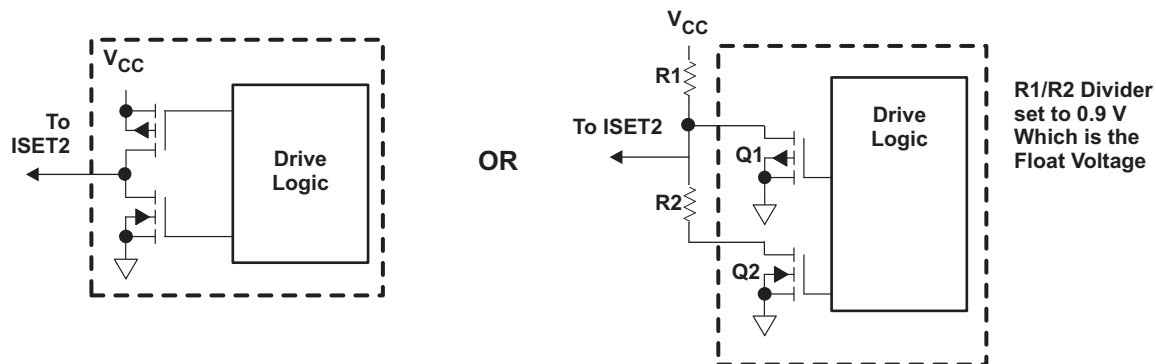 VCC
To
ISET2
Drive
Logic
OR
VCC
R1
To ISET2
Q1
R2
Q2
Drive
Logic
R1/R2 Divider
set to 0.9 V
Which is the
Float Voltage